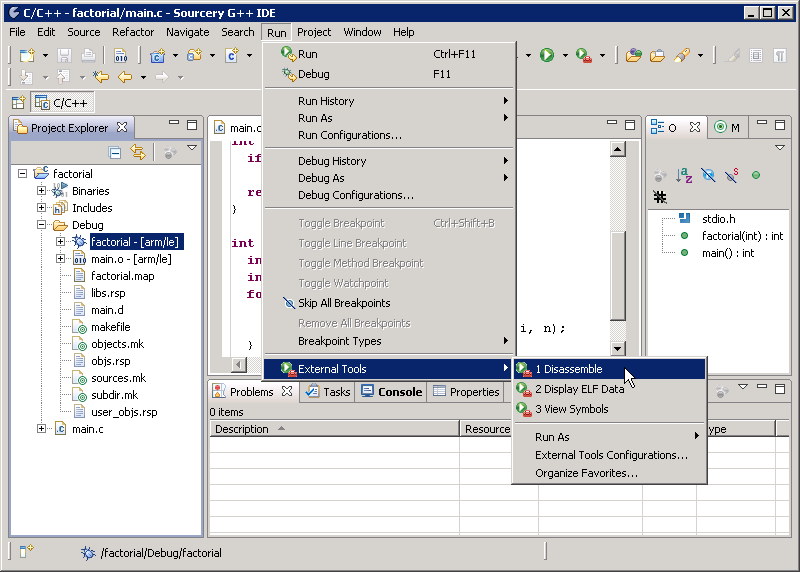 C/C++ - factorial/main.c - Sourcery G++ IDE
File Edit Source Refactor Navigate Search Run Project Window Help
C/C++
Project Explorer
factorial
Binaries
Includes
Debug
factorial - [arm/le]
main.o - [arm/le]
factorial.map
libs.rsp
main.d
makefile
objects.mk
objs.rsp
sources.mk
subdir.mk
user_objs.rsp
main.c
main.c
int
if
re
}
int
in
in
fo
i, n);
}
Run Ctrl+F11
Debug F11
Run History
Run As
Run Configurations...
Debug History
Debug As
Debug Configurations...
Toggle Breakpoint Ctrl+Shift+B
Toggle Line Breakpoint
Toggle Method Breakpoint
Toggle Watchpoint
Skip All Breakpoints
Remove All Breakpoints
Breakpoint Types
External Tools
1 Disassemble
2 Display ELF Data
3 View Symbols
Run As
External Tools Configurations...
Organize Favorites...
O M
stdio.h
factorial(int) : int
main() : int
Problems Tasks Console Properties
0 items
Description Resource ype
/factorial/Debug/factorial